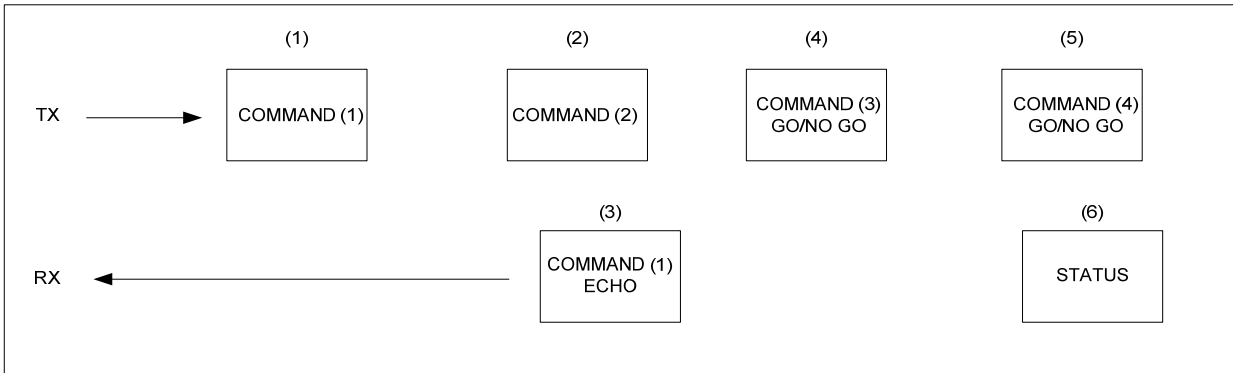 (1)
(2)
(4)
(5)
TX
COMMAND (1)
COMMAND (2)
COMMAND (3)
GO/NO GO
COMMAND (4)
GO/NO GO
(3)
(6)
RX
COMMAND (1)
ECHO
STATUS